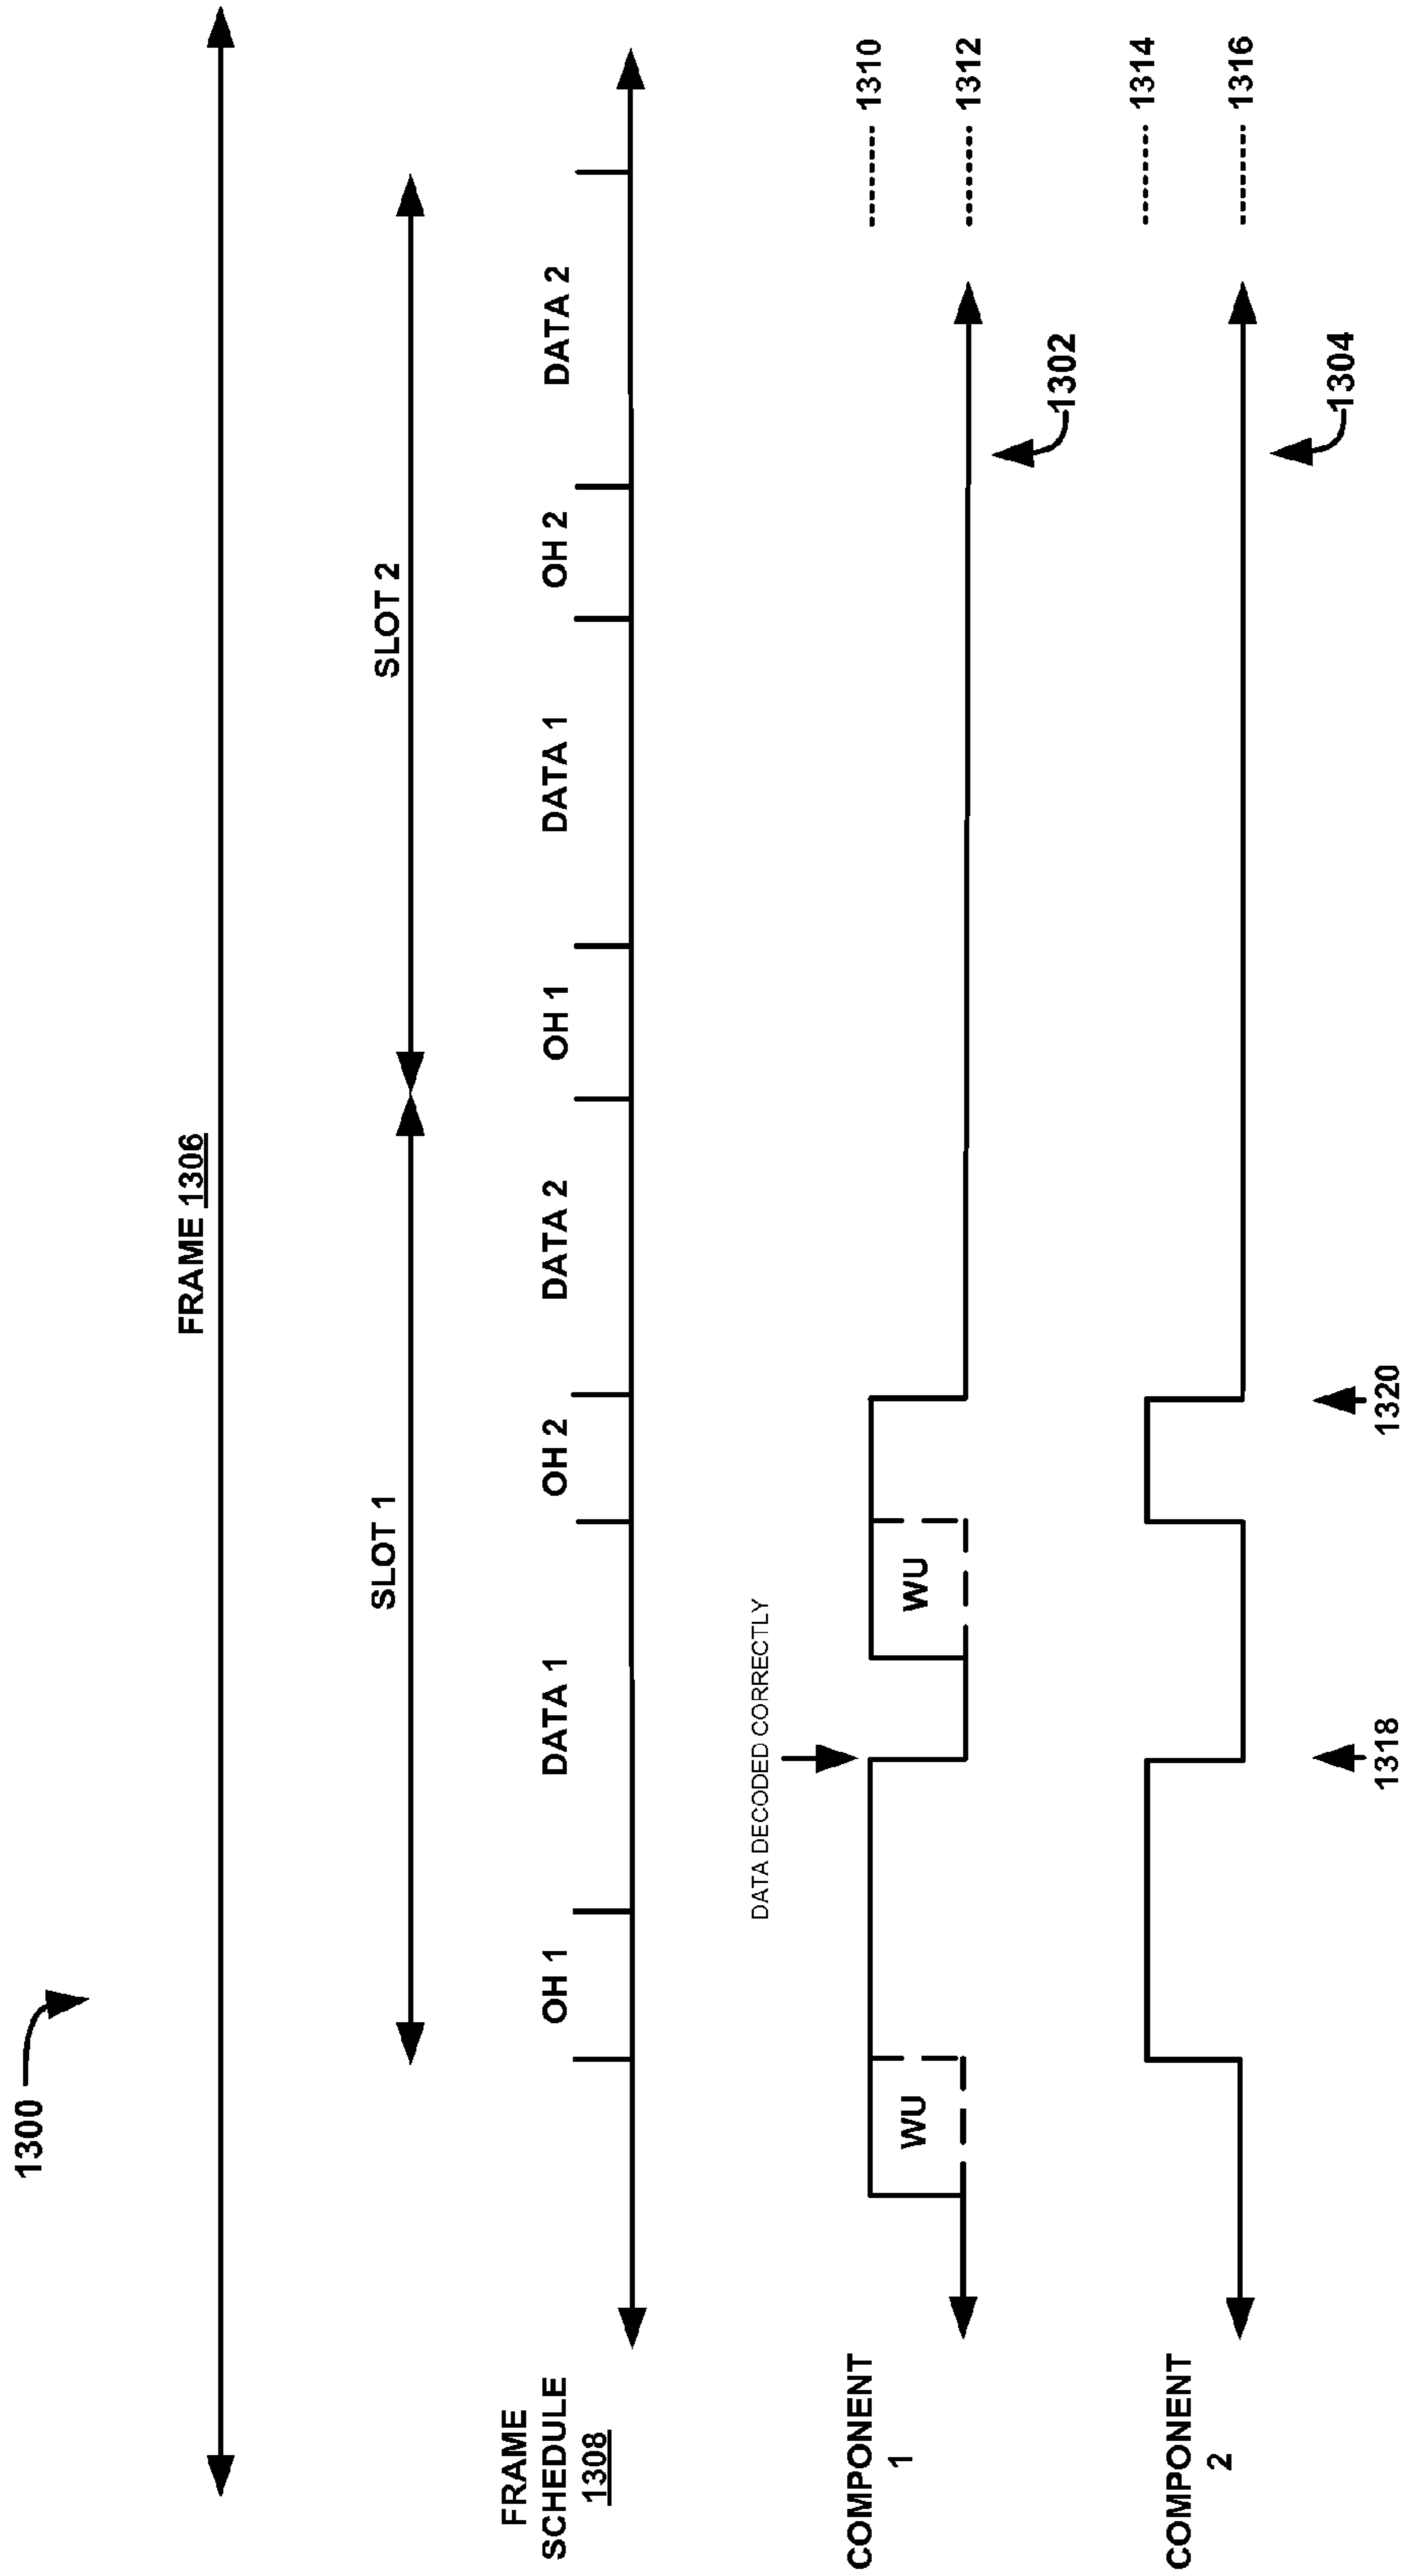 1300
FRAME 1306
SLOT 1
SLOT 2
FRAME
SCHEDULE
1308
OH 1
DATA 1
OH 2
DATA 2
OH 1
DATA 1
OH 2
DATA 2
DATA DECODED CORRECTLY
COMPONENT
1
WU
WU
1310
1312
1302
COMPONENT
2
1314
1316
1304
1318
1320